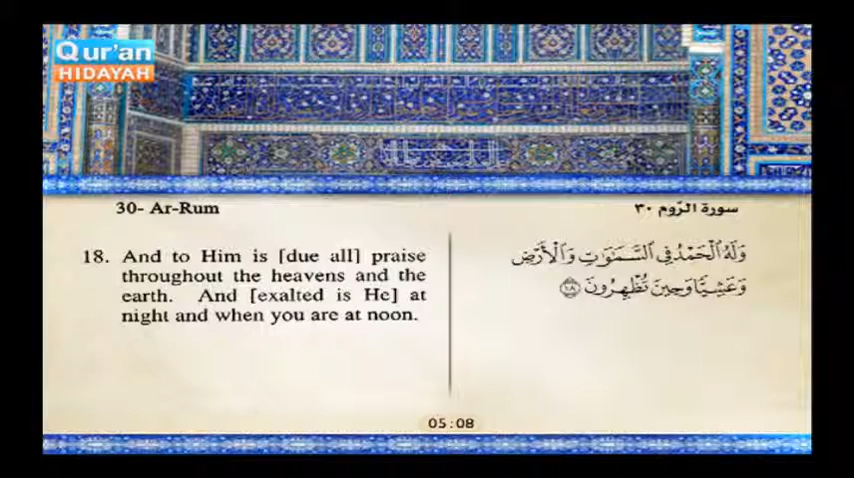 Qur'an
HIDAYAH
30- Ar-Rum
سورة الرّوم ٣٠
18. And to Him is [due all] praise
throughout the heavens and the
earth. And [exalted is He] at
night and when you are at noon.
وَلَهُ الْحَمْدُ فِي السَّمَٰوَٰتِ وَالْأَرْضِ
وَعَشِيًّا وَحِينَ تُظْهِرُونَ ١٨
05:08